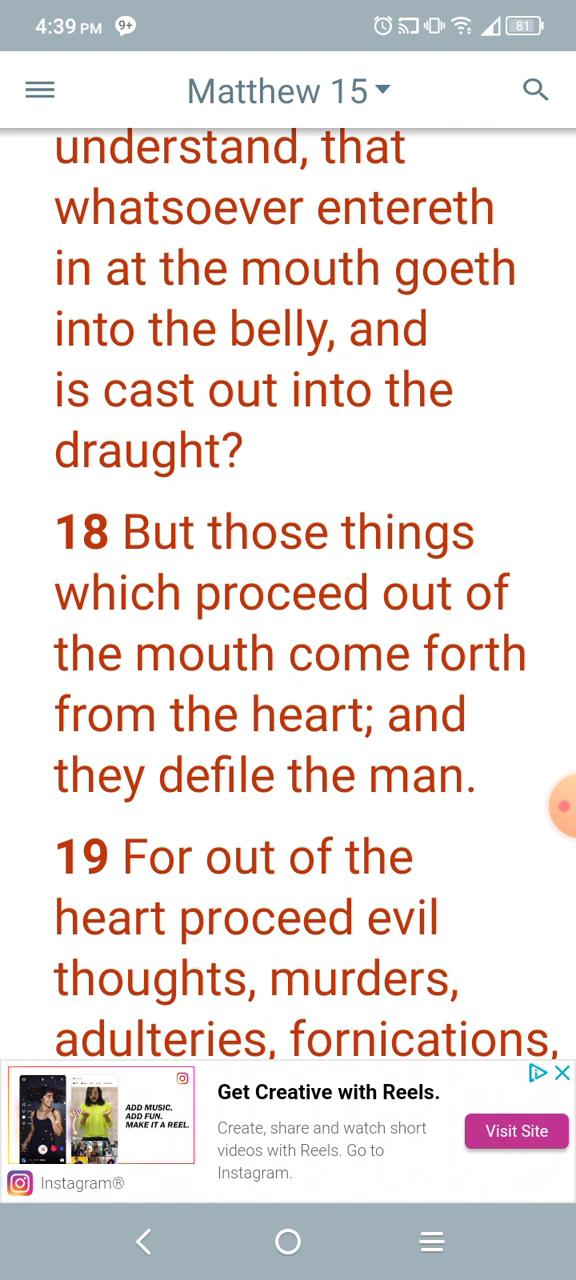 4:39 PM 9+ 81
Matthew 15
understand, that
whatsoever entereth
in at the mouth goeth
into the belly, and
is cast out into the
draught?
18 But those things
which proceed out of
the mouth come forth
from the heart; and
they defile the man.
19 For out of the
heart proceed evil
thoughts, murders,
adulteries, fornications,
ADD MUSIC.
ADD FUN.
MAKE IT A REEL.
Instagram®
Get Creative with Reels.
Create, share and watch short
videos with Reels. Go to
Instagram.
Visit Site